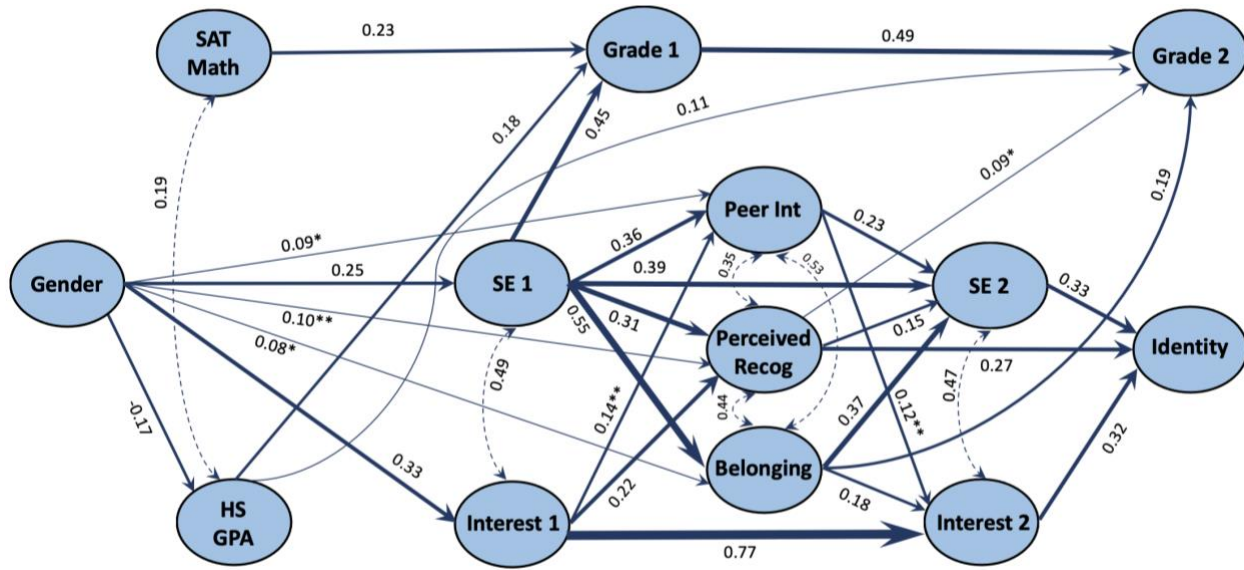 SAT
Math
0.23
Grade 1
0.49
Grade 2
0.18
0.45
0.11
0.19
0.09*
0.19
Peer Int
0.09*
0.36
0.23
Gender
0.25
SE 1
0.39
0.35
0.53
SE 2
0.33
0.10**
0.08*
0.55
0.31
Perceived
Recog
0.15
0.27
Identity
-0.17
0.49
0.14**
0.44
0.37
0.12**
0.47
0.33
0.22
Belonging
0.18
0.32
HS
GPA
Interest 1
0.77
Interest 2